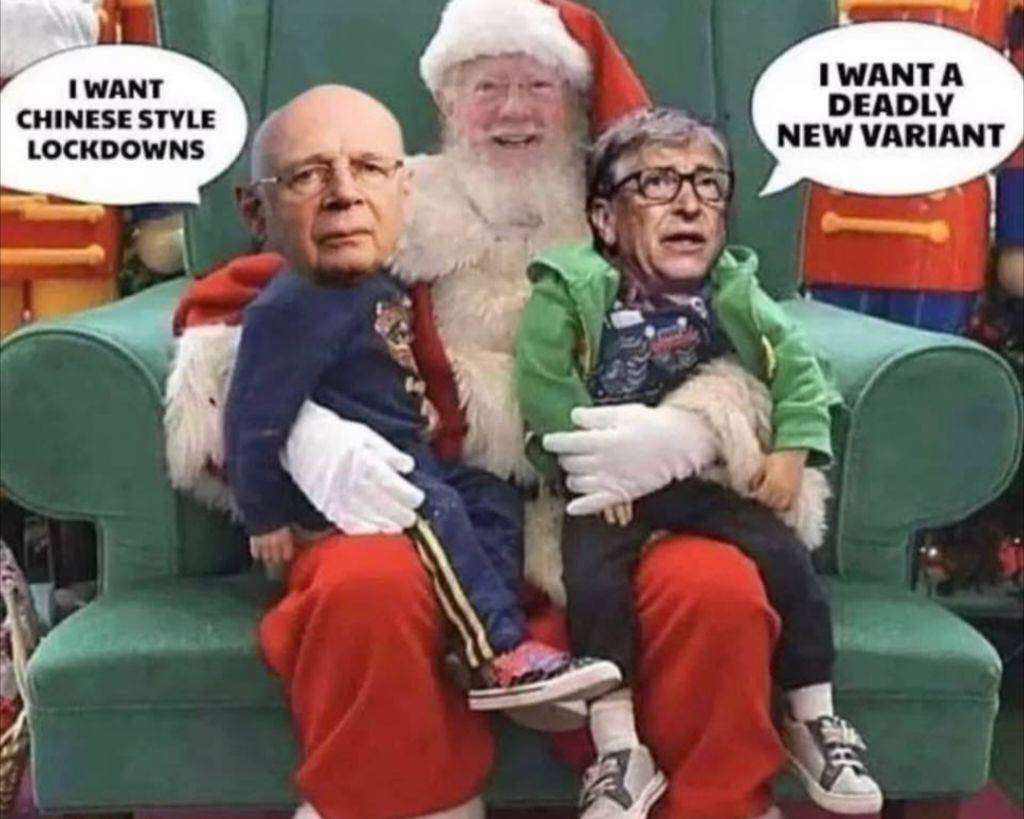 I WANT
CHINESE STYLE
LOCKDOWNS
I WANT A
DEADLY
NEW VARIANT